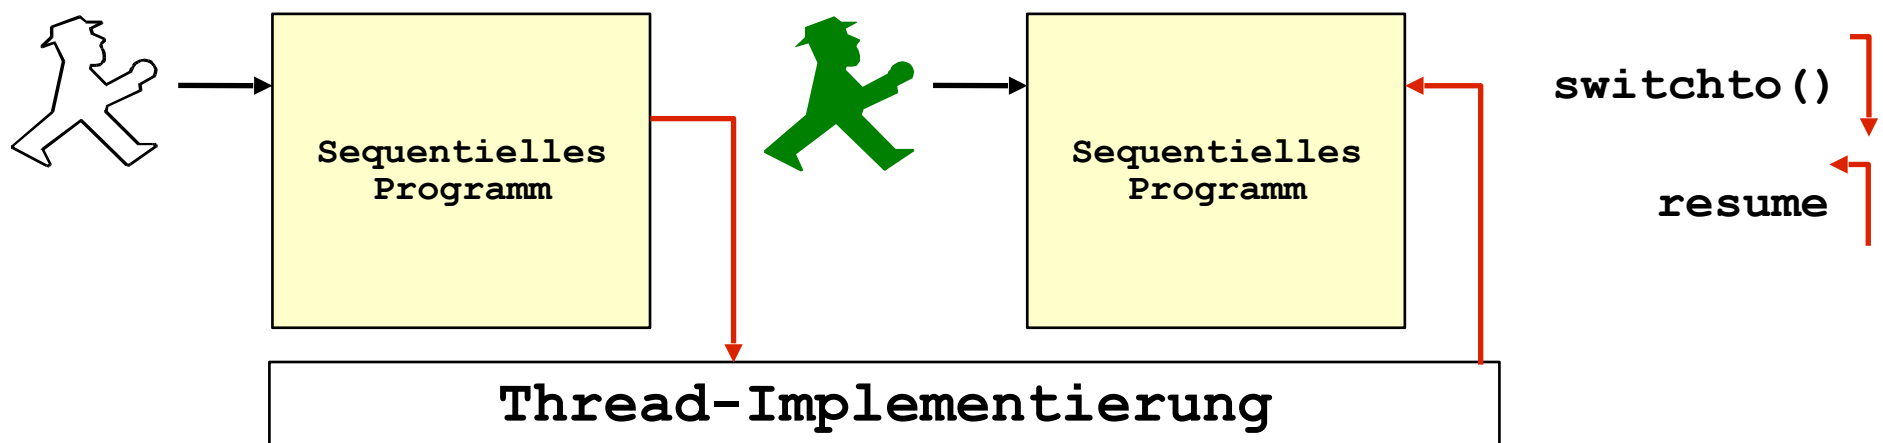 Sequentielles
Programm
Sequentielles
Programm
switchto()
resume
Thread-Implementierung